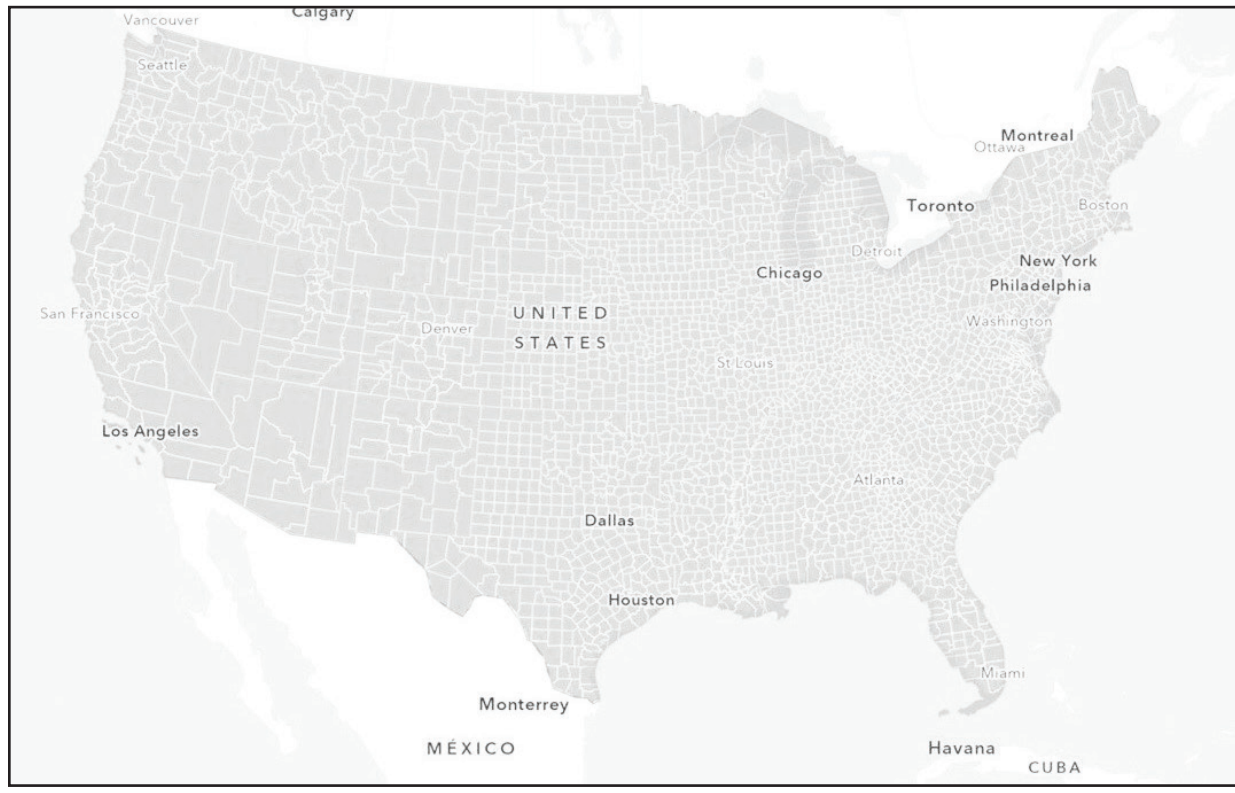 Calgary
Vancouver
Seattle
Montreal
Ottawa
Toronto
Boston
Detroit
New York
Chicago
Philadelphia
UNITED
STATES
San Francisco
Denver
Washington
St Louis
Los Angeles
Atlanta
Dallas
Houston
Miami
Monterrey
MÉXICO
Havana
CUBA